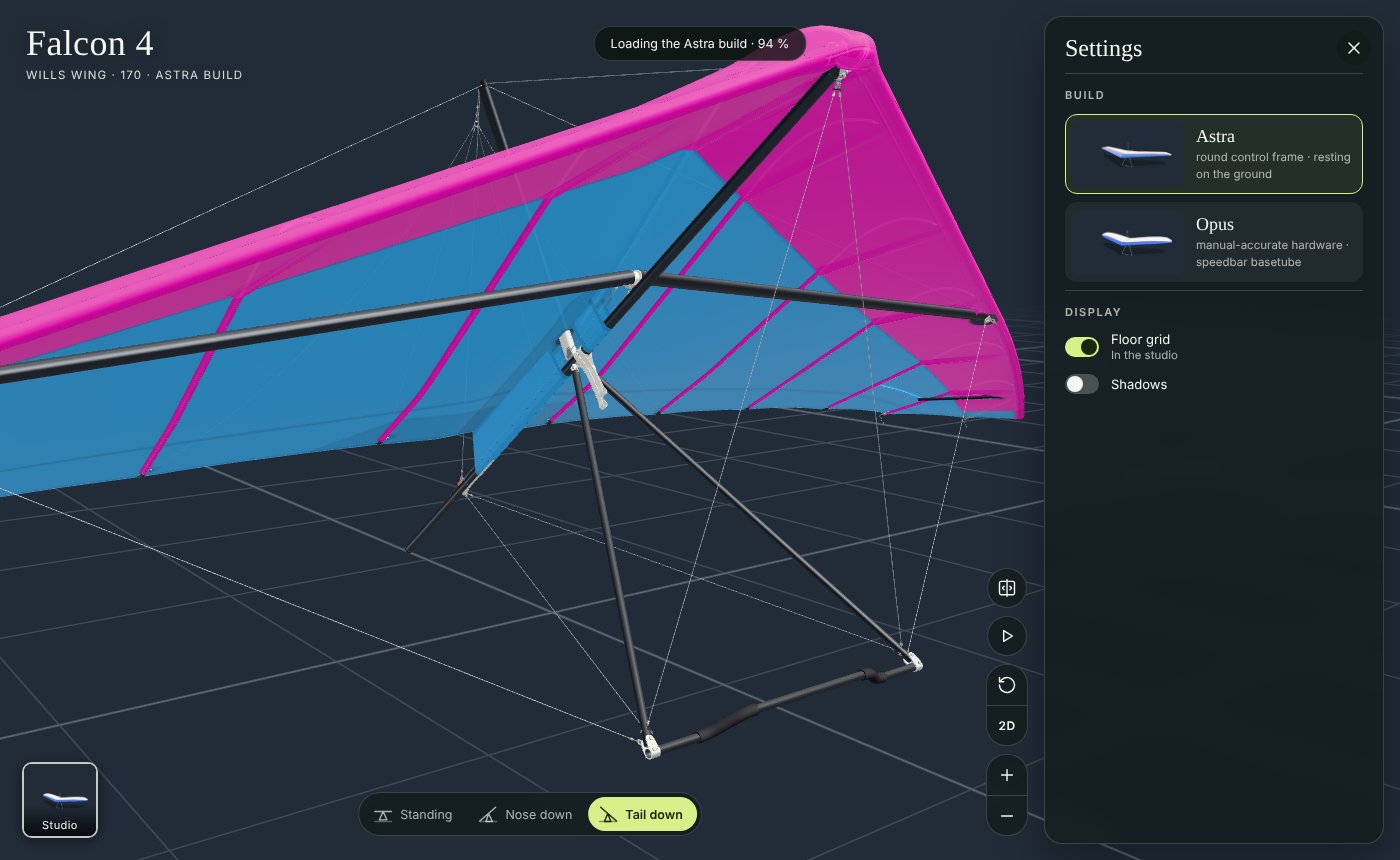 Falcon 4
WILLS WING · 170 · ASTRA BUILD
Loading the Astra build · 94 %
Settings
BUILD
Astra
round control frame · resting
on the ground
Opus
manual-accurate hardware ·
speedbar basetube
DISPLAY
Floor grid
In the studio
Shadows
2D
Studio
Standing
Nose down
Tail down